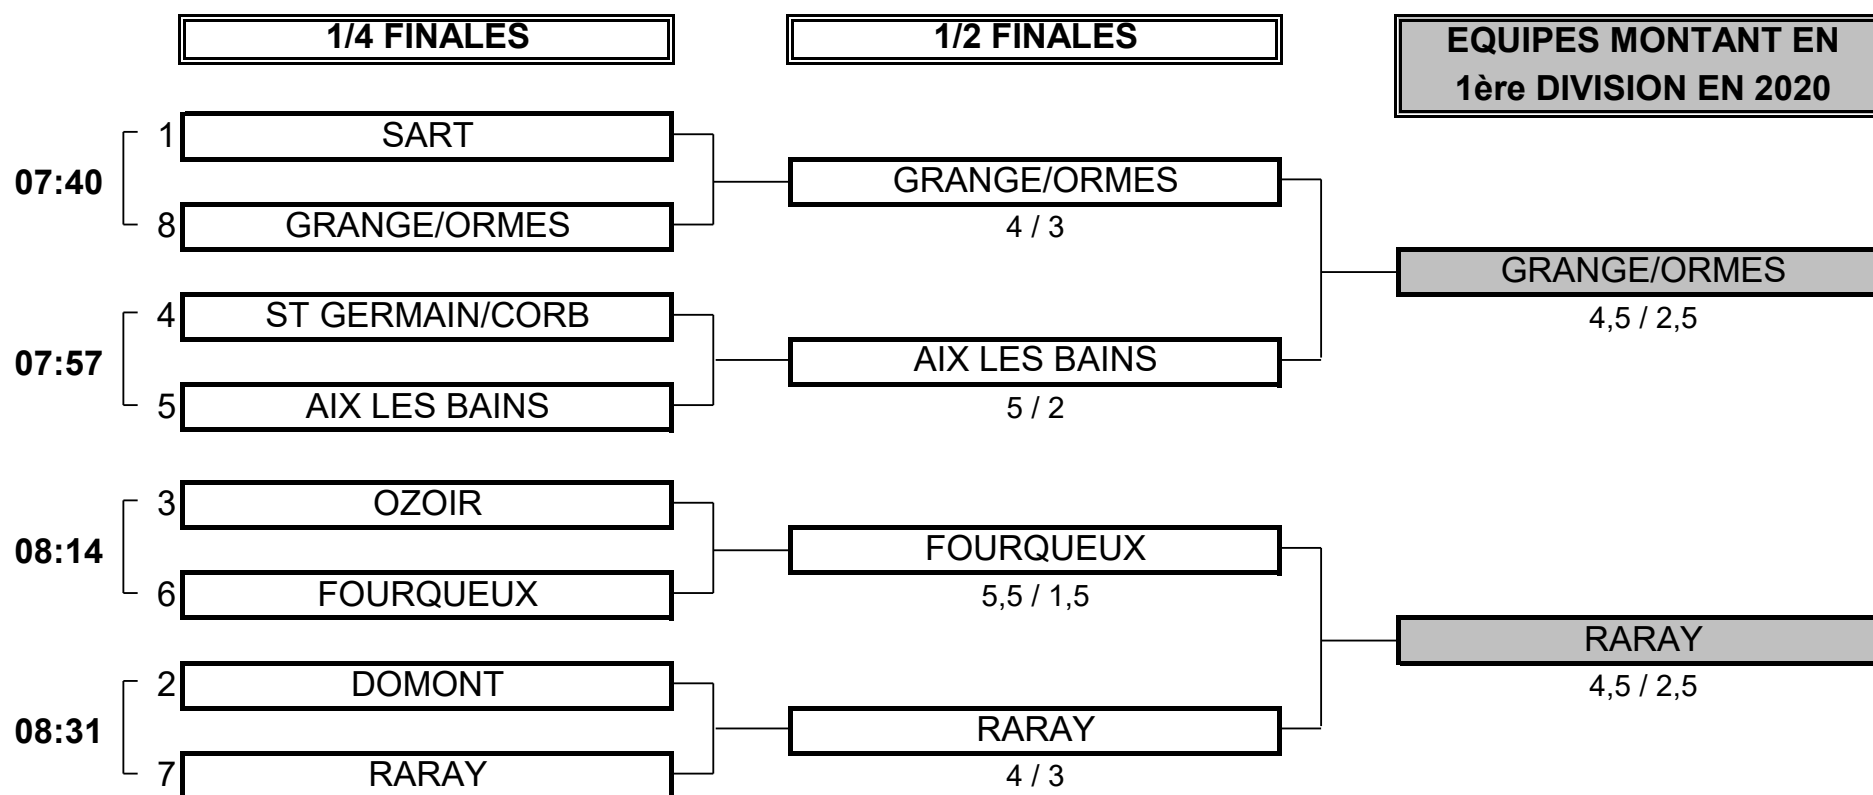 1/4 FINALES
1/2 FINALES
EQUIPES MONTANT EN
1ère DIVISION EN 2020
07:40
1 SART
8 GRANGE/ORMES
GRANGE/ORMES
4 / 3
07:57
4 ST GERMAIN/CORB
5 AIX LES BAINS
AIX LES BAINS
5 / 2
GRANGE/ORMES
4,5 / 2,5
08:14
3 OZOIR
6 FOURQUEUX
FOURQUEUX
5,5 / 1,5
08:31
2 DOMONT
7 RARAY
RARAY
4 / 3
RARAY
4,5 / 2,5